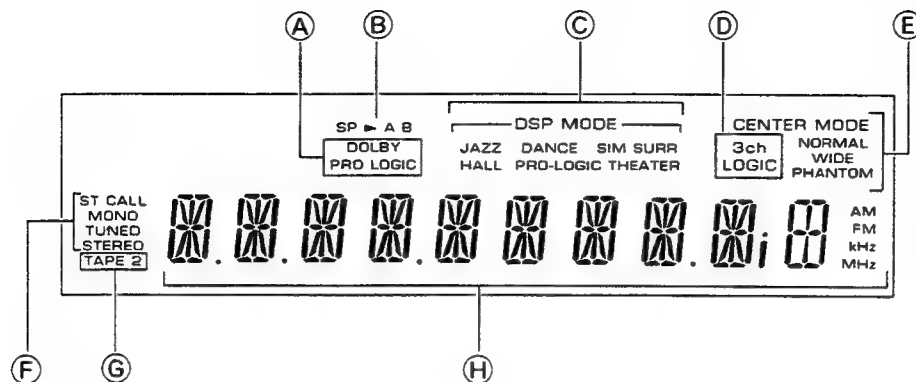 A B C D E
SP ► A B
DOLBY
PRO LOGIC
DSP MODE
JAZZ DANCE SIM SURR
HALL PRO-LOGIC THEATER
3ch
LOGIC
CENTER MODE
NORMAL
WIDE
PHANTOM
ST CALL
MONO
TUNED
STEREO
TAPE 2
AM
FM
kHz
MHz
F G H